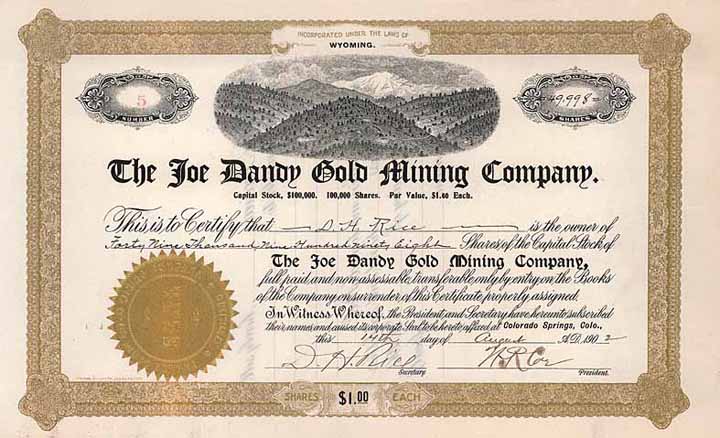 INCORPORATED UNDER THE LAWS OF
WYOMING.
5
NUMBER
49,998
SHARES
The Joe Dandy Gold Mining Company.
Capital Stock, $100,000. 100,000 Shares. Par Value, $1.00 Each.
This is to Certify that D. H. Rice is the owner of
Forty Nine Thousand Nine Hundred Ninety Eight Shares of the Capital Stock of
The Joe Dandy Gold Mining Company,
full paid and non-assessable, transferable only by entry on the Books
of the Company on surrender of this Certificate properly assigned.
In Witness Whereof, the President and Secretary have hereunto subscribed
their names and caused its corporate Seal to be hereto affixed at Colorado Springs, Colo.,
this 14th day of August A.D. 1902
D. H. Rice
Secretary
President.
SHARES $1.00 EACH